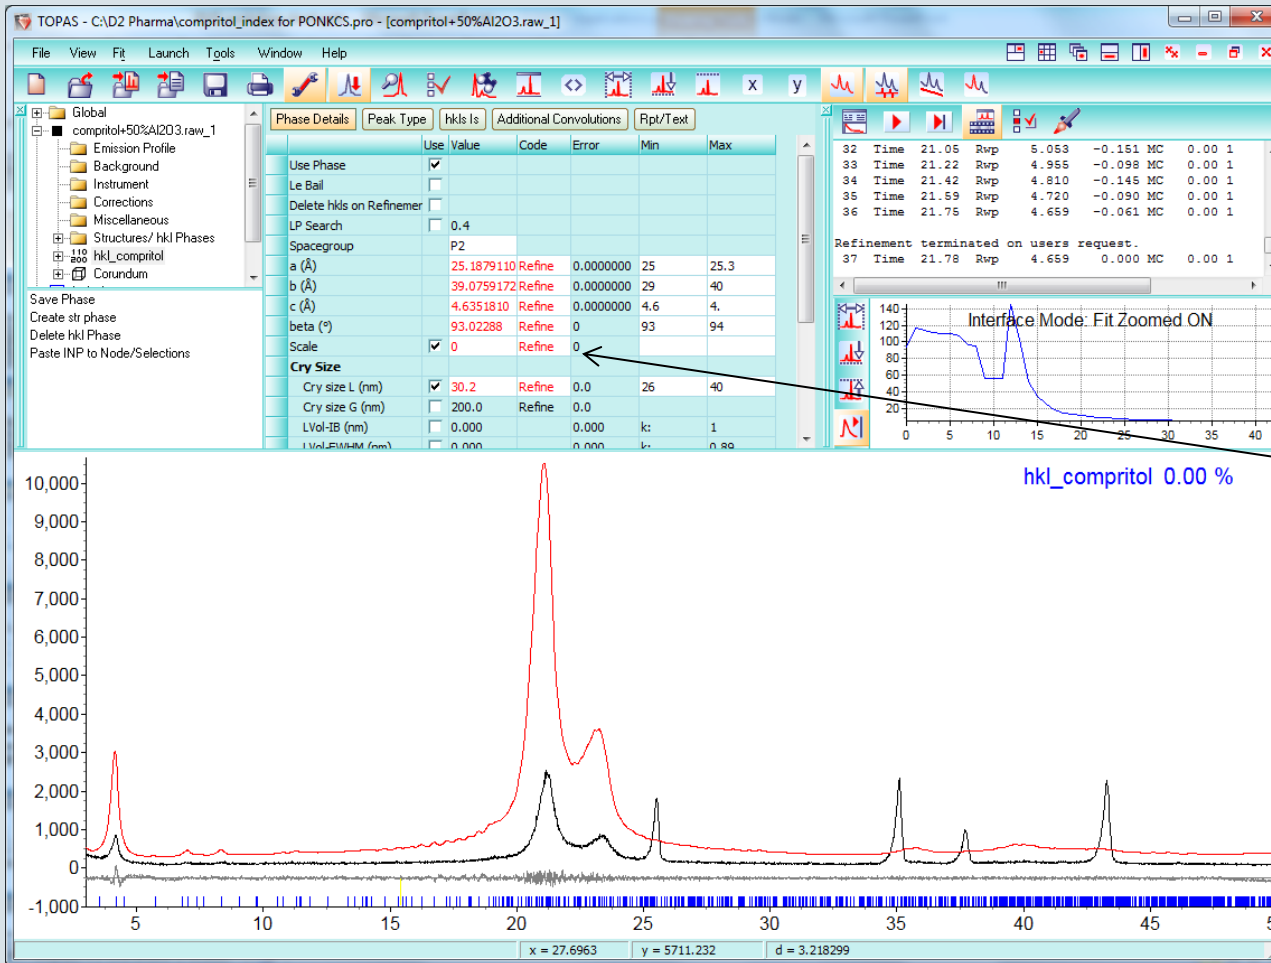 TOPAS - C:\D2 Pharma\compritol_index for PONKCS.pro - [compritol+50%Al2O3.raw_1]
File View Fit Launch Tools Window Help
x y
Global
compritol+50%Al2O3.raw_1
Emission Profile
Background
Instrument
Corrections
Miscellaneous
Structures/ hkl Phases
110 200 hkl_compritol
Corundum
Save Phase
Create str phase
Delete hkl Phase
Paste INP to Node/Selections
Phase Details Peak Type hkls Is Additional Convolutions Rpt/Text
Use Value Code Error Min Max
Use Phase
Le Bail
Delete hkls on Refinemer
LP Search 0.4
Spacegroup P2
a (Å) 25.1879110 Refine 0.0000000 25 25.3
b (Å) 39.0759172 Refine 0.0000000 29 40
c (Å) 4.6351810 Refine 0.0000000 4.6 4.
beta (°) 93.02288 Refine 0 93 94
Scale 0 Refine 0
Cry Size
Cry size L (nm) 30.2 Refine 0.0 26 40
Cry size G (nm) 200.0 Refine 0.0
LVol-IB (nm) 0.000 0.000 k: 1
LVol-FWHM (nm) 0.000 0.000 k: 0.89
32 Time 21.05 Rwp 5.053 -0.151 MC 0.00 1
33 Time 21.22 Rwp 4.955 -0.098 MC 0.00 1
34 Time 21.42 Rwp 4.810 -0.145 MC 0.00 1
35 Time 21.59 Rwp 4.720 -0.090 MC 0.00 1
36 Time 21.75 Rwp 4.659 -0.061 MC 0.00 1
Refinement terminated on users request.
37 Time 21.78 Rwp 4.659 0.000 MC 0.00 1
Interface Mode: Fit Zoomed ON
140
120
100
80
60
40
20
0 5 10 15 20 25 30 35 40
hkl_compritol 0.00 %
10,000
9,000
8,000
7,000
6,000
5,000
4,000
3,000
2,000
1,000
0
-1,000
5 10 15 20 25 30 35 40 45 5
x = 27.6963 y = 5711.232 d = 3.218299